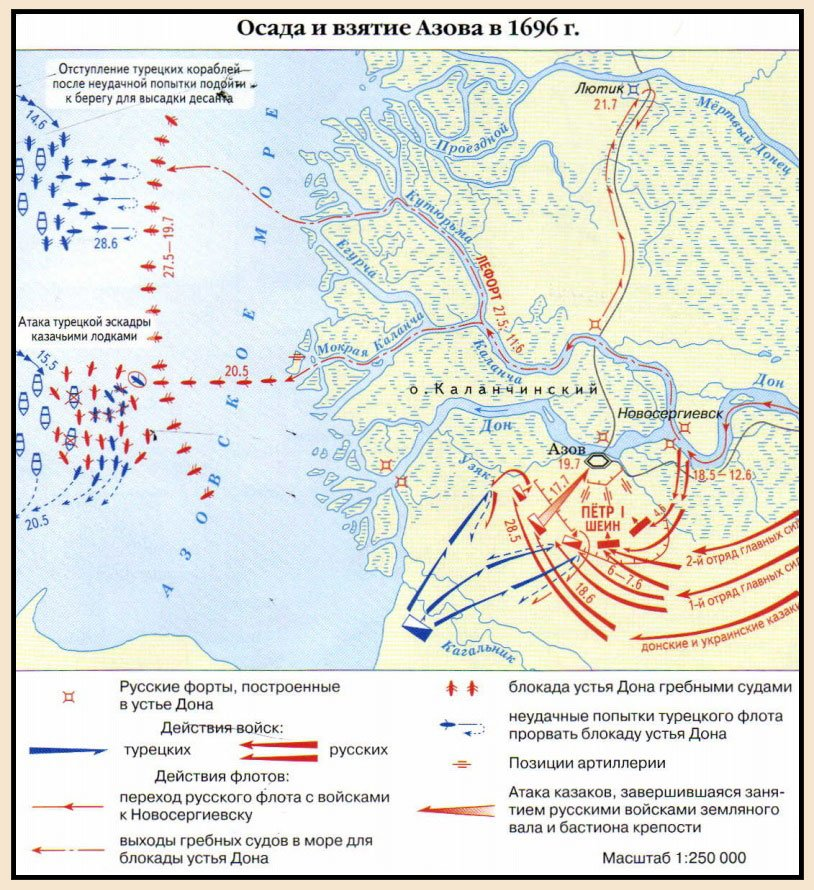 Осада и взятие Азова в 1696 г.
Отступление турецких кораблей
после неудачной попытки подойти
к берегу для высадки десанта
14.6
28.6
27.5—19.7
АЗОВСКОЕ МОРЕ
Лютик
21.7
Мёртвый Донец
Проездной
Кутюрьма
Егурча
ЛЕФОРТ
27.5-11.6
Атака турецкой эскадры
казачьими лодками
15.5
20.5
Мокрая Каланча
Каланча
о. Каланчинский
Дон
Новосергиевск
Дон
Азов
19.7
18.5—12.6
Узяк
17.7
ПЁТР I
ШЕИН
4.6
28.5
20.5
2-й отряд главных сил
6—7.6
1-й отряд главных сил
18.6
донские и украинские казаки
Кагальник
Русские форты, построенные
в устье Дона
Действия войск:
турецких
русских
Действия флотов:
переход русского флота с войсками
к Новосергиевску
выходы гребных судов в море для
блокады устья Дона
блокада устья Дона гребными судами
неудачные попытки турецкого флота
прорвать блокаду устья Дона
Позиции артиллерии
Атака казаков, завершившаяся заня-
тием русскими войсками земляного
вала и бастиона крепости
Масштаб 1:250 000